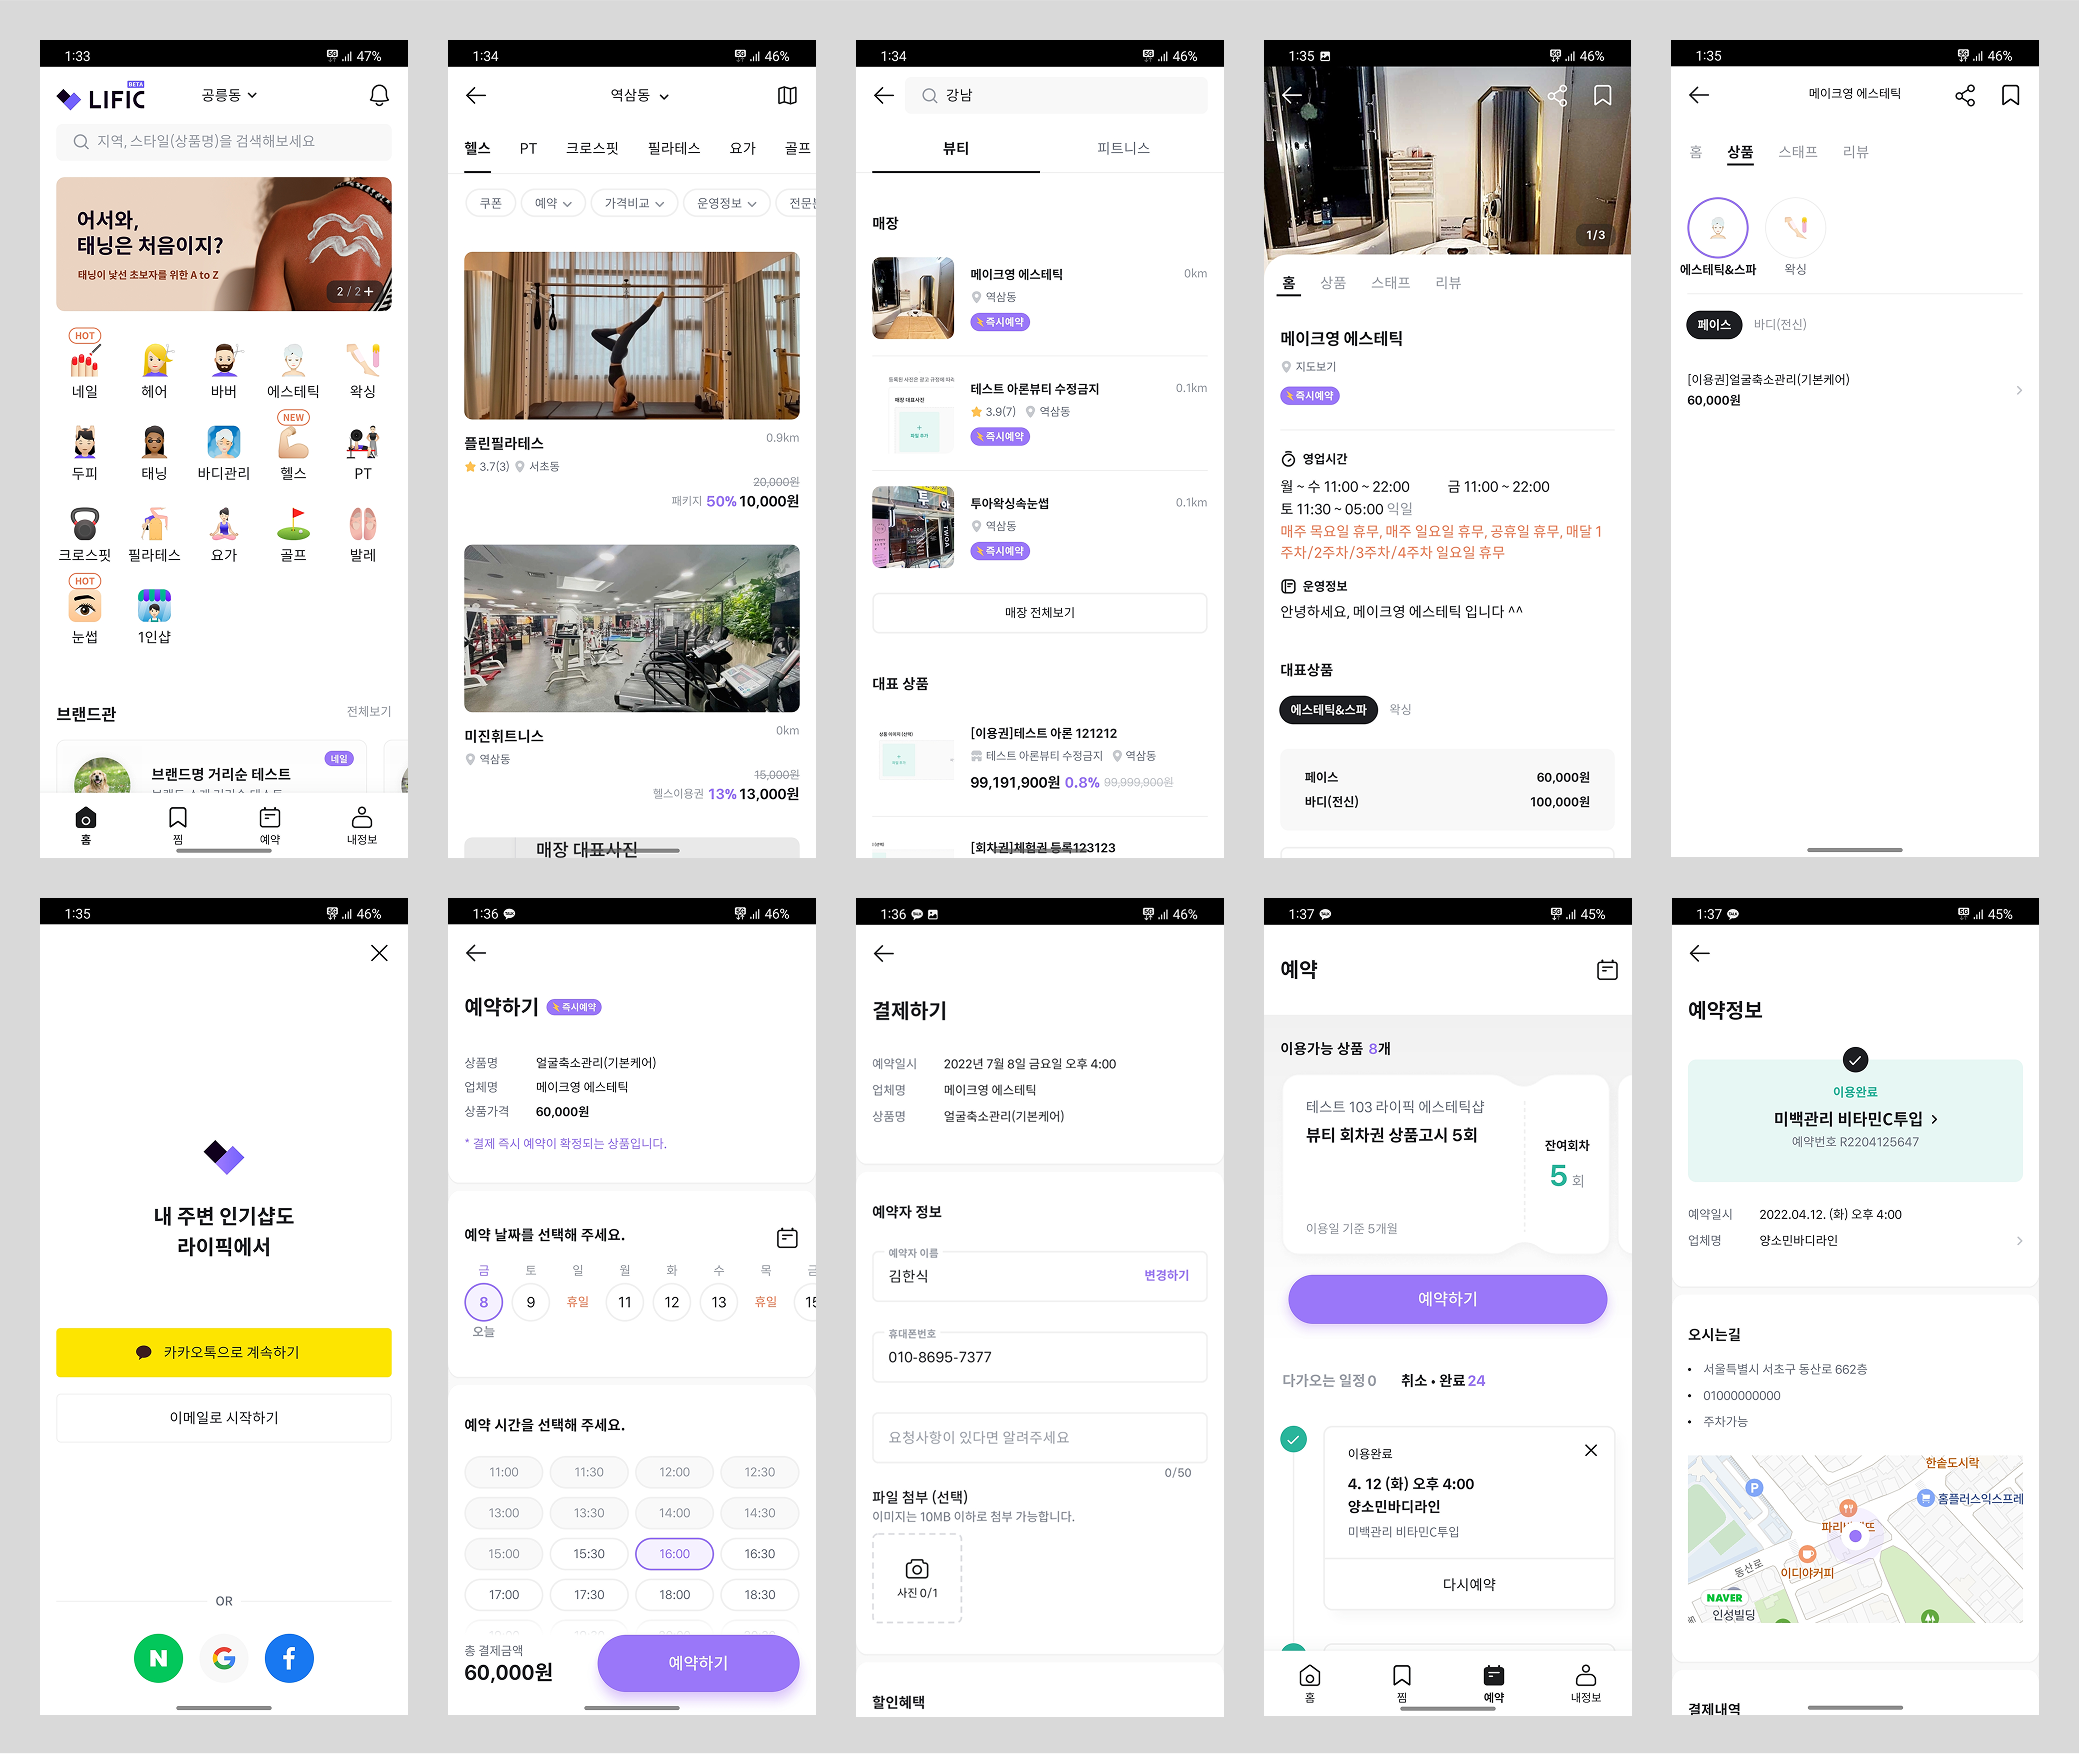 1:33
5G 47%
LIFIC BETA
공릉동
지역, 스타일(상품명)을 검색해보세요
어서와,
태닝은 처음이지?
태닝이 낯선 초보자를 위한 A to Z
2 / 2 +
HOT
네일 헤어 바버 에스테틱 왁싱
NEW
두피 태닝 바디관리 헬스 PT
크로스핏 필라테스 요가 골프 발레
HOT
눈썹 1인샵
브랜드관 전체보기
네일
브랜드명 거리순 테스트
홈 찜 예약 내정보
1:34
5G 46%
역삼동
헬스 PT 크로스핏 필라테스 요가 골프
쿠폰 예약 가격비교 운영정보
플린필라테스 0.9km
3.7(3) 서초동
20,000원
패키지 50% 10,000원
미진휘트니스 0km
역삼동
15,000원
헬스이용권 13% 13,000원
매장 대표사진
1:34
5G 46%
강남
뷰티 피트니스
매장
메이크영 에스테틱 0km
역삼동
즉시예약
테스트 아론뷰티 수정금지 0.1km
3.9(7) 역삼동
즉시예약
매장 대표사진
투아왁싱속눈썹 0.1km
역삼동
즉시예약
매장 전체보기
대표 상품
[이용권]테스트 아론 121212
테스트 아론뷰티 수정금지 역삼동
99,191,900원 0.8% 99,999,900원
[회차권]체험권 등록123123
1:35
5G 46%
1/3
홈 상품 스태프 리뷰
메이크영 에스테틱
지도보기
즉시예약
영업시간
월 ~ 수 11:00 ~ 22:00 금 11:00 ~ 22:00
토 11:30 ~ 05:00 익일
매주 목요일 휴무, 매주 일요일 휴무, 공휴일 휴무, 매달 1
주차/2주차/3주차/4주차 일요일 휴무
운영정보
안녕하세요, 메이크영 에스테틱 입니다 ^^
대표상품
에스테틱&스파 왁싱
페이스 60,000원
바디(전신) 100,000원
1:35
5G 46%
메이크영 에스테틱
홈 상품 스태프 리뷰
에스테틱&스파 왁싱
페이스 바디(전신)
[이용권]얼굴축소관리(기본케어)
60,000원
1:35
5G 46%
내 주변 인기샵도
라이픽에서
카카오톡으로 계속하기
이메일로 시작하기
OR
N G f
1:36
5G 46%
예약하기 즉시예약
상품명 얼굴축소관리(기본케어)
업체명 메이크영 에스테틱
상품가격 60,000원
* 결제 즉시 예약이 확정되는 상품입니다.
예약 날짜를 선택해 주세요.
금 토 일 월 화 수 목 금
8 9 휴일 11 12 13 휴일 15
오늘
예약 시간을 선택해 주세요.
11:00 11:30 12:00 12:30
13:00 13:30 14:00 14:30
15:00 15:30 16:00 16:30
17:00 17:30 18:00 18:30
총 결제금액
60,000원
예약하기
1:36
5G 46%
결제하기
예약일시 2022년 7월 8일 금요일 오후 4:00
업체명 메이크영 에스테틱
상품명 얼굴축소관리(기본케어)
예약자 정보
예약자 이름
김한식 변경하기
휴대폰번호
010-8695-7377
요청사항이 있다면 알려주세요
0/50
파일 첨부 (선택)
이미지는 10MB 이하로 첨부 가능합니다.
사진 0/1
할인혜택
1:37
5G 45%
예약
이용가능 상품 8개
테스트 103 라이픽 에스테틱샵
뷰티 회차권 상품고시 5회
잔여회차
5 회
이용일 기준 5개월
예약하기
다가오는 일정 0 취소 • 완료 24
이용완료
4. 12 (화) 오후 4:00
양소민바디라인
미백관리 비타민C투입
다시예약
홈 찜 예약 내정보
1:37
5G 45%
예약정보
이용완료
미백관리 비타민C투입
예약번호 R2204125647
예약일시 2022.04.12. (화) 오후 4:00
업체명 양소민바디라인
오시는길
• 서울특별시 서초구 동산로 662층
• 01000000000
• 주차가능
한솥도시락
P
홈플러스익스프레
이디야커피
동산로
NAVER
인성빌딩
결제내역